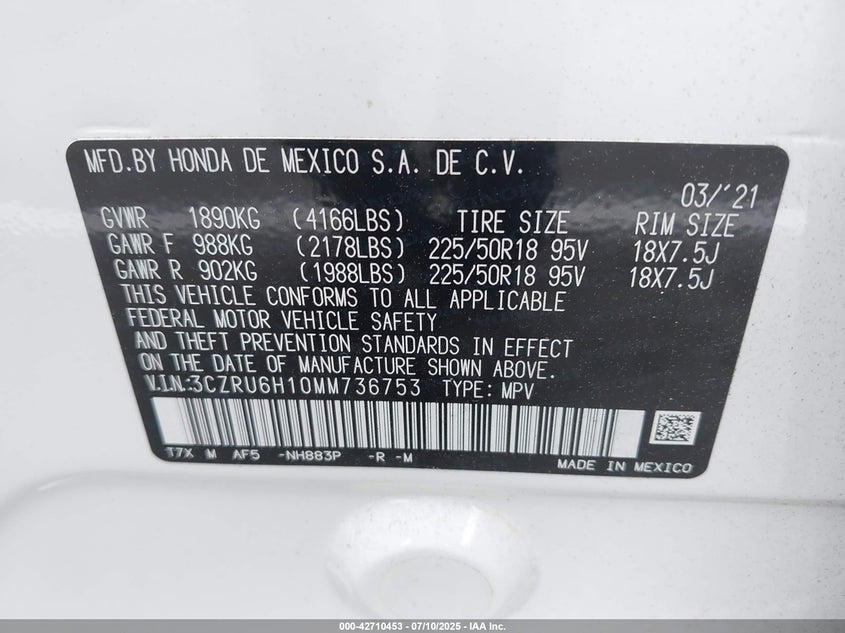 MFD.BY HONDA DE MEXICO S.A. DE C.V.
03/'21
GVWR 1890KG (4166LBS) TIRE SIZE RIM SIZE
GAWR F 988KG (2178LBS) 225/50R18 95V 18X7.5J
GAWR R 902KG (1988LBS) 225/50R18 95V 18X7.5J
THIS VEHICLE CONFORMS TO ALL APPLICABLE
FEDERAL MOTOR VEHICLE SAFETY
AND THEFT PREVENTION STANDARDS IN EFFECT
ON THE DATE OF MANUFACTURE SHOWN ABOVE.
V.I.N:3CZRU6H10MM736753 TYPE: MPV
T7X M AF5 -NH883P -R -M
MADE IN MEXICO
000-42710453 - 07/10/2025 - IAA Inc.